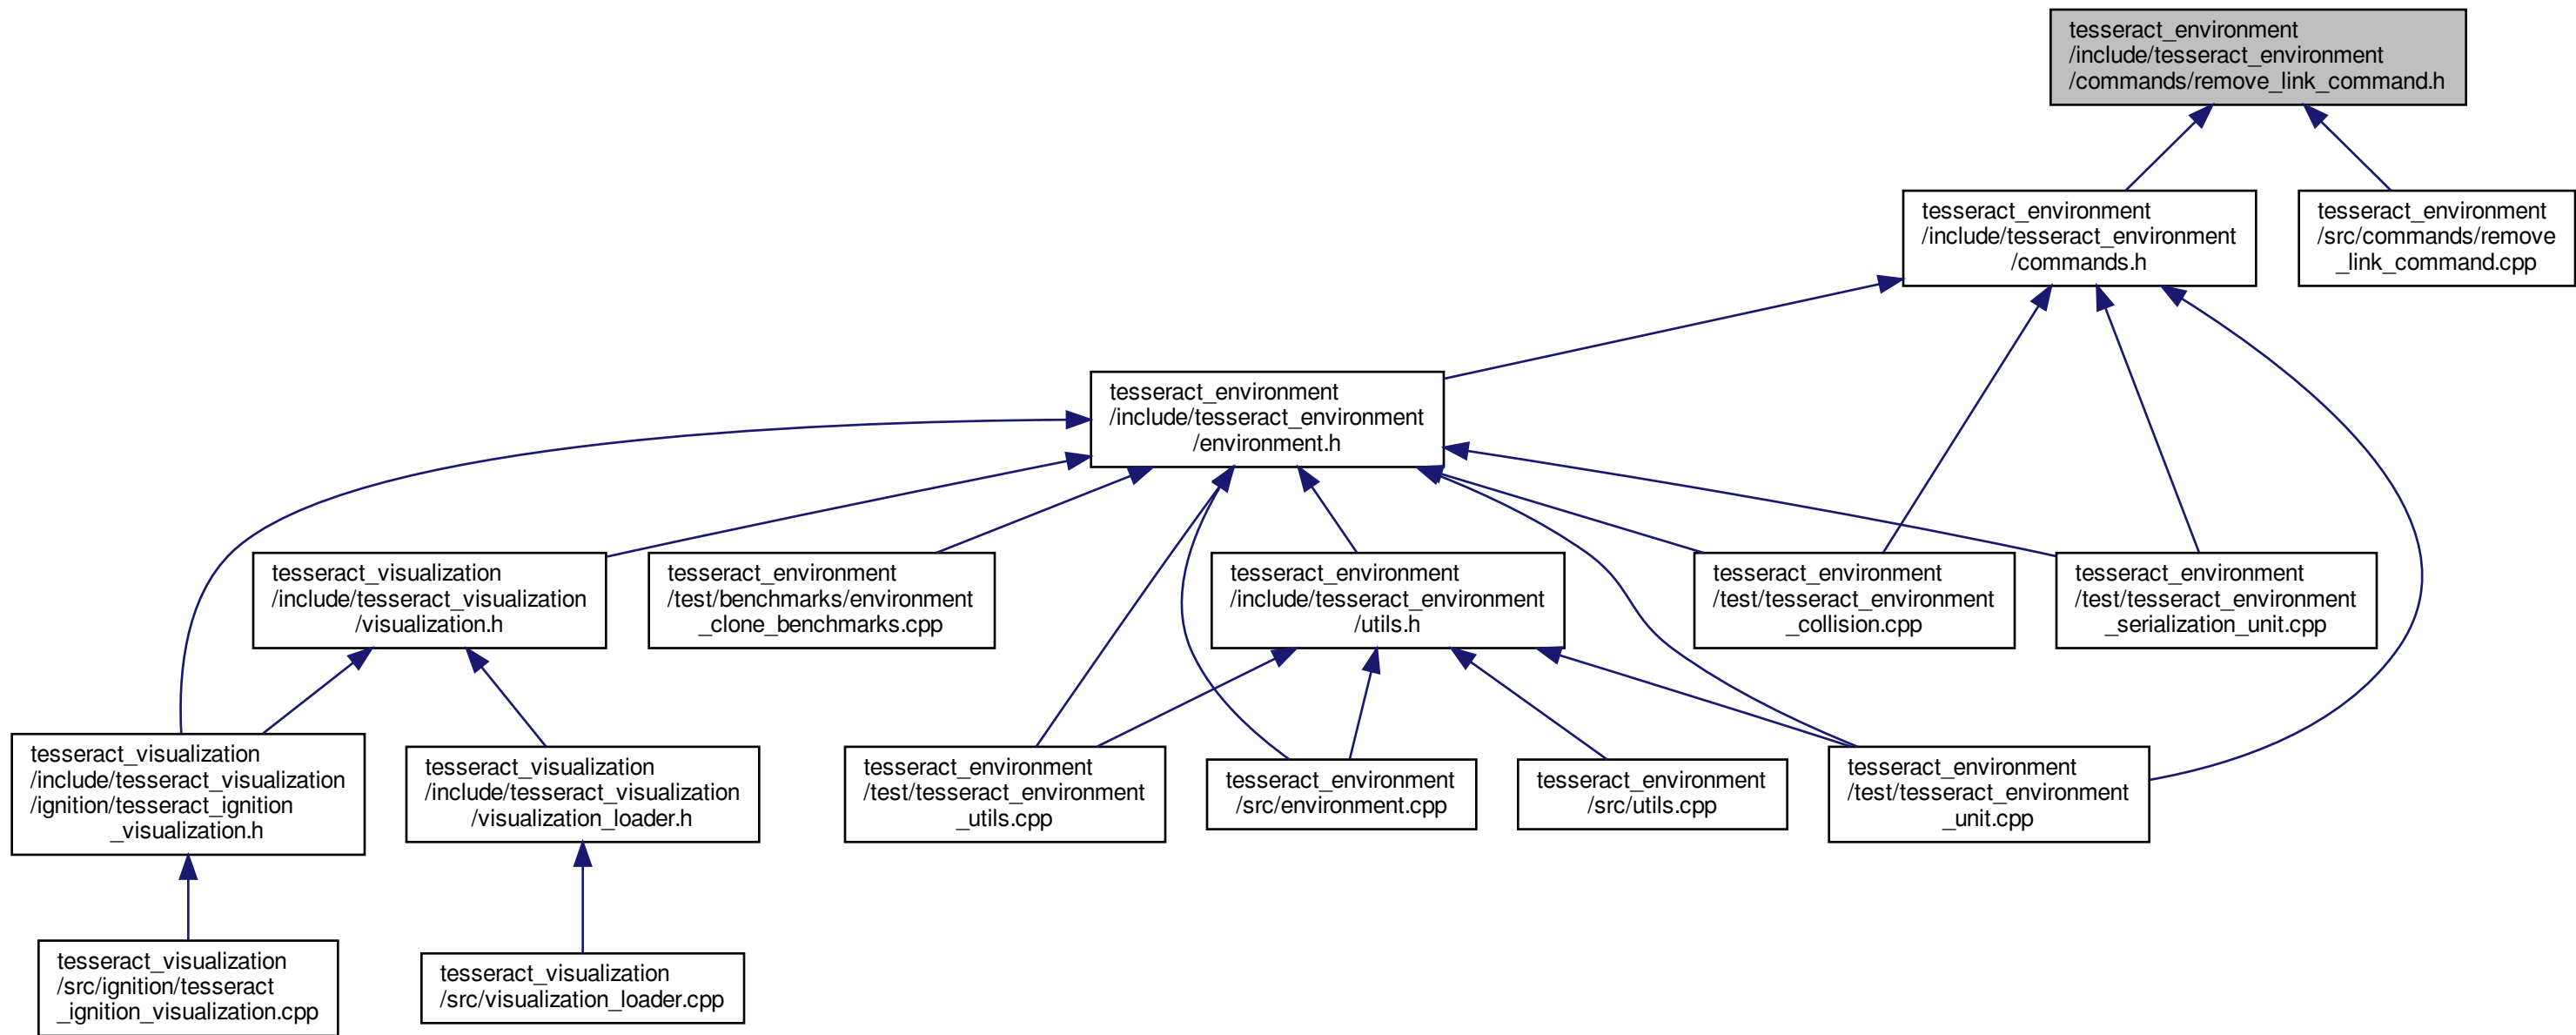 tesseract_environment
/include/tesseract_environment
/commands/remove_link_command.h
tesseract_environment
/include/tesseract_environment
/commands.h
tesseract_environment
/src/commands/remove
_link_command.cpp
tesseract_environment
/include/tesseract_environment
/environment.h
tesseract_visualization
/include/tesseract_visualization
/visualization.h
tesseract_environment
/test/benchmarks/environment
_clone_benchmarks.cpp
tesseract_environment
/include/tesseract_environment
/utils.h
tesseract_environment
/test/tesseract_environment
_collision.cpp
tesseract_environment
/test/tesseract_environment
_serialization_unit.cpp
tesseract_visualization
/include/tesseract_visualization
/ignition/tesseract_ignition
_visualization.h
tesseract_visualization
/include/tesseract_visualization
/visualization_loader.h
tesseract_environment
/test/tesseract_environment
_utils.cpp
tesseract_environment
/src/environment.cpp
tesseract_environment
/src/utils.cpp
tesseract_environment
/test/tesseract_environment
_unit.cpp
tesseract_visualization
/src/ignition/tesseract
_ignition_visualization.cpp
tesseract_visualization
/src/visualization_loader.cpp